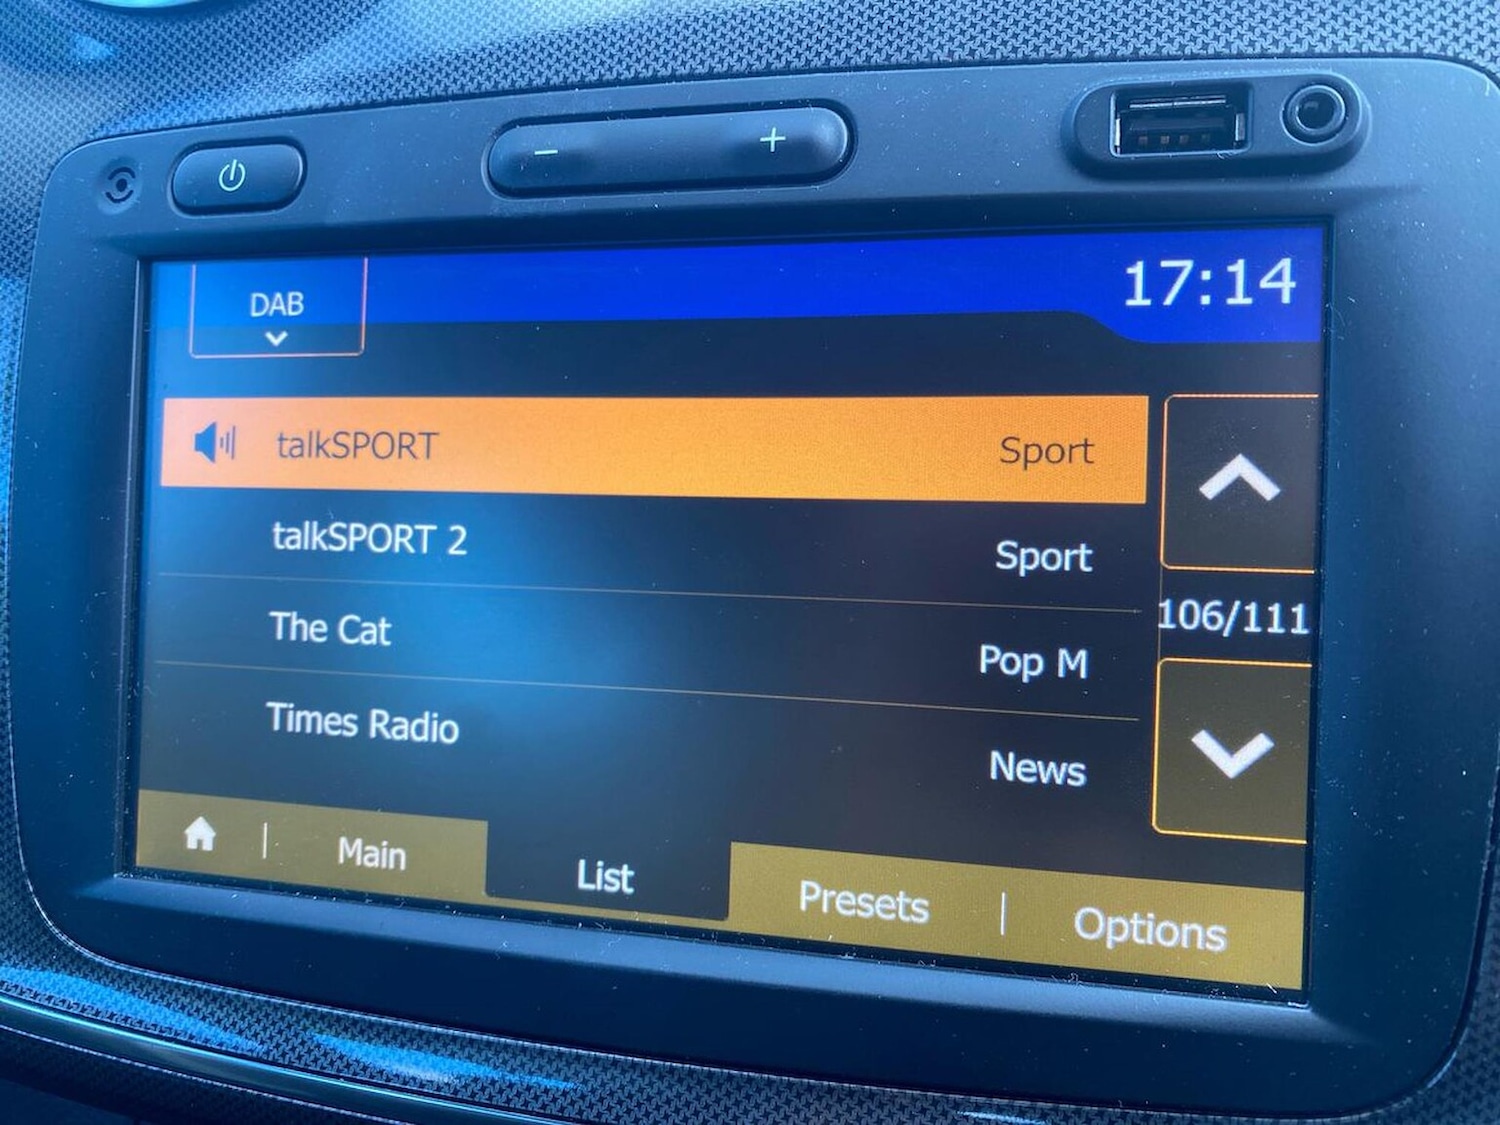 − +
DAB
17:14
talkSPORT Sport
talkSPORT 2 Sport
106/111
The Cat Pop M
Times Radio News
Main List Presets Options